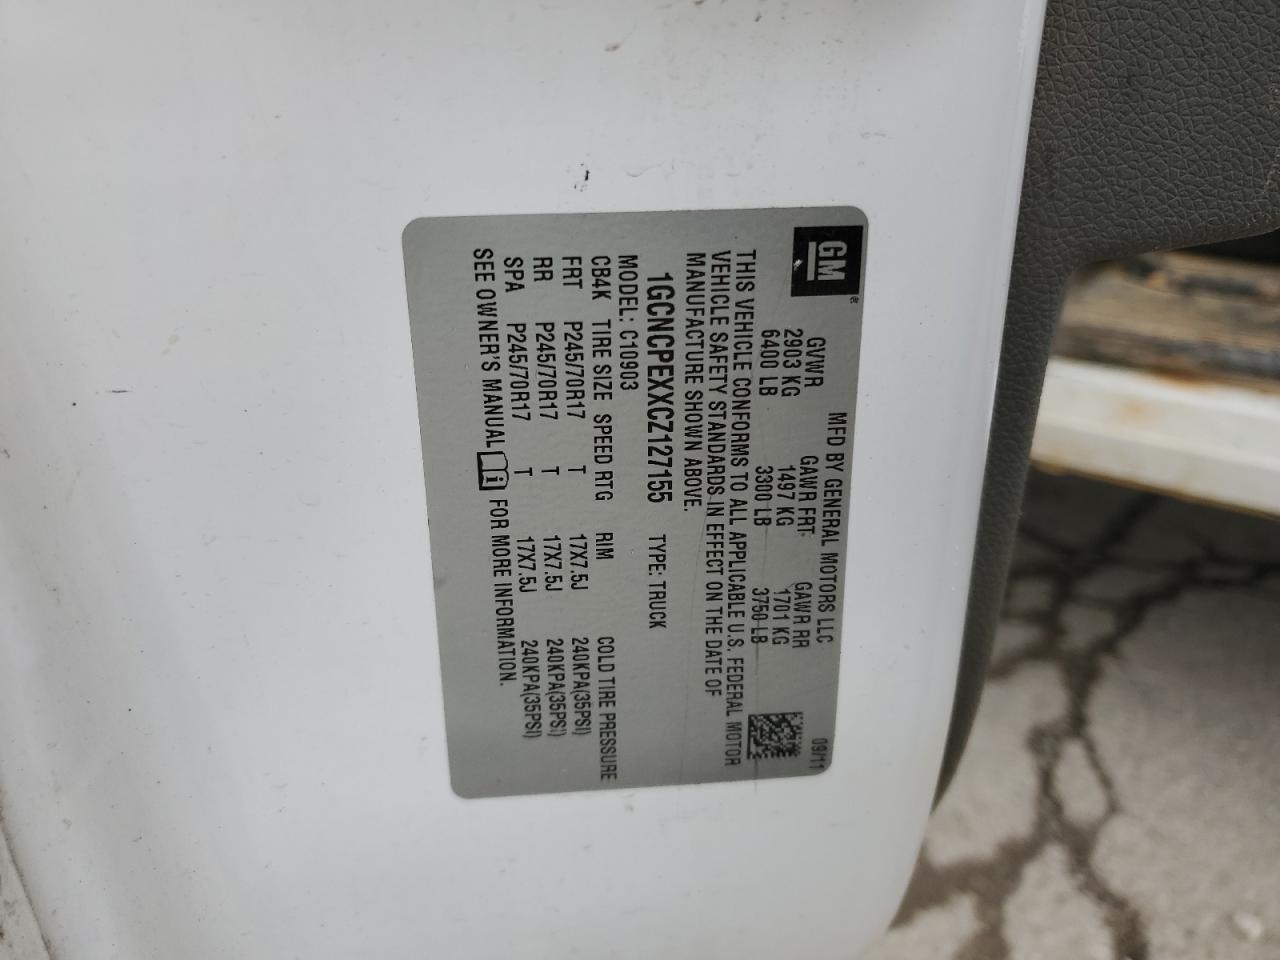 GM
®
MFD BY GENERAL MOTORS LLC 09/11
GVWR GAWR FRT GAWR RR
2903 KG 1497 KG 1701 KG
6400 LB 3300 LB 3750 LB
THIS VEHICLE CONFORMS TO ALL APPLICABLE U.S. FEDERAL MOTOR
VEHICLE SAFETY STANDARDS IN EFFECT ON THE DATE OF
MANUFACTURE SHOWN ABOVE.
1GCNCPEXXCZ127155 TYPE: TRUCK
MODEL: C10903
CB4K TIRE SIZE SPEED RTG RIM COLD TIRE PRESSURE
FRT P245/70R17 T 17X7.5J 240KPA(35PSI)
RR P245/70R17 T 17X7.5J 240KPA(35PSI)
SPA P245/70R17 T 17X7.5J 240KPA(35PSI)
SEE OWNER'S MANUAL i FOR MORE INFORMATION.